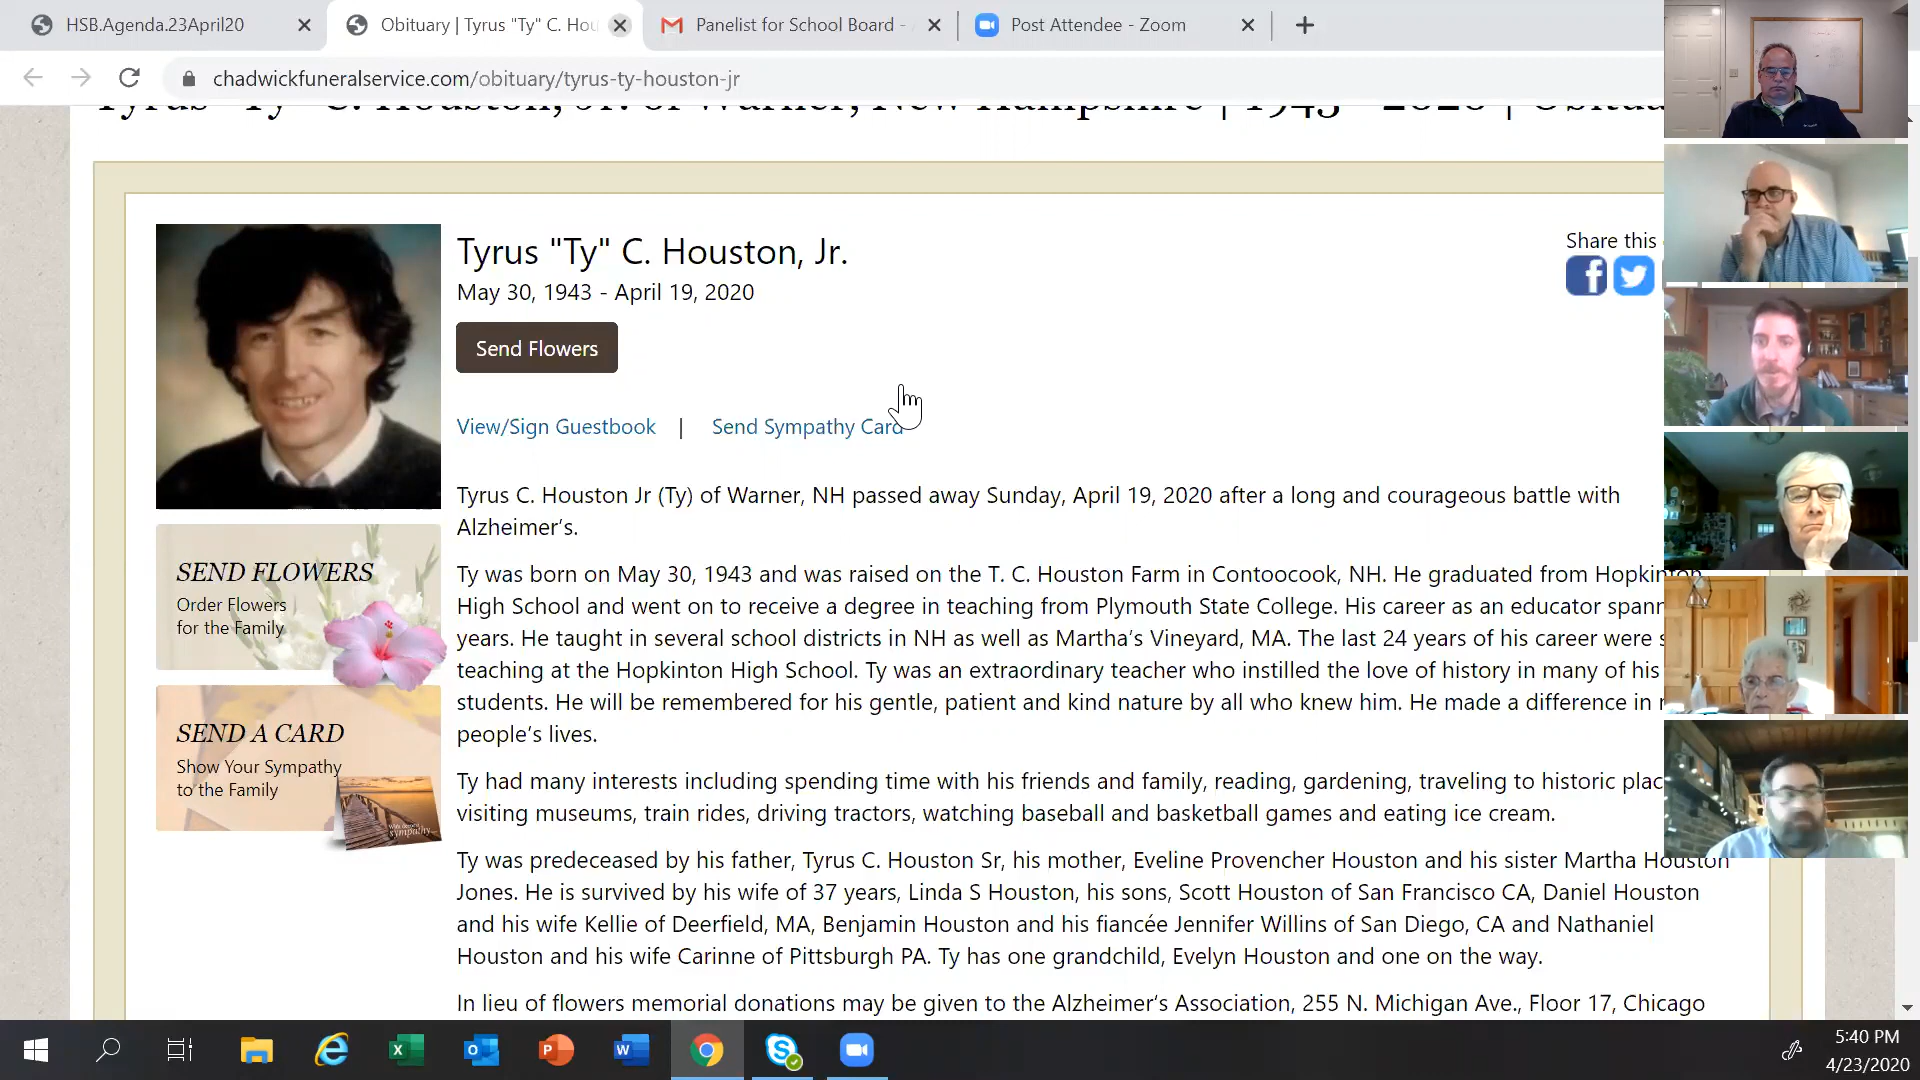 HSB.Agenda.23April20
Obituary | Tyrus "Ty" C. Hou
Panelist for School Board -
Post Attendee - Zoom
chadwickfuneralservice.com/obituary/tyrus-ty-houston-jr
Tyrus "Ty" C. Houston, Jr. of Warner, New Hampshire | 1943 - 2020 |
Tyrus "Ty" C. Houston, Jr.
May 30, 1943 - April 19, 2020
Share this
Send Flowers
View/Sign Guestbook | Send Sympathy Card
Tyrus C. Houston Jr (Ty) of Warner, NH passed away Sunday, April 19, 2020 after a long and courageous battle with
Alzheimer's.
SEND FLOWERS
Order Flowers
for the Family
Ty was born on May 30, 1943 and was raised on the T. C. Houston Farm in Contoocook, NH. He graduated from Hopkinton
High School and went on to receive a degree in teaching from Plymouth State College. His career as an educator spann
years. He taught in several school districts in NH as well as Martha's Vineyard, MA. The last 24 years of his career were s
teaching at the Hopkinton High School. Ty was an extraordinary teacher who instilled the love of history in many of his
students. He will be remembered for his gentle, patient and kind nature by all who knew him. He made a difference in
people's lives.
SEND A CARD
Show Your Sympathy
to the Family
Ty had many interests including spending time with his friends and family, reading, gardening, traveling to historic plac
visiting museums, train rides, driving tractors, watching baseball and basketball games and eating ice cream.
Ty was predeceased by his father, Tyrus C. Houston Sr, his mother, Eveline Provencher Houston and his sister Martha Houston
Jones. He is survived by his wife of 37 years, Linda S Houston, his sons, Scott Houston of San Francisco CA, Daniel Houston
and his wife Kellie of Deerfield, MA, Benjamin Houston and his fiancée Jennifer Willins of San Diego, CA and Nathaniel
Houston and his wife Carinne of Pittsburgh PA. Ty has one grandchild, Evelyn Houston and one on the way.
In lieu of flowers memorial donations may be given to the Alzheimer's Association, 255 N. Michigan Ave., Floor 17, Chicago
5:40 PM
4/23/2020